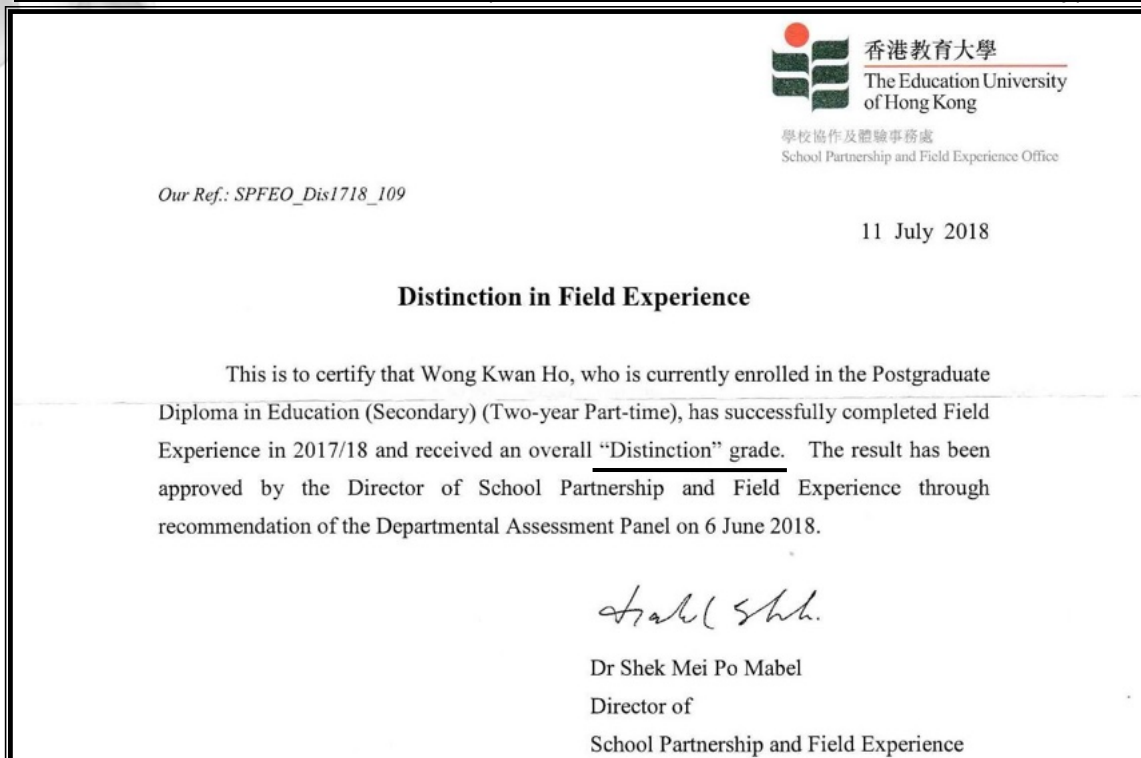 香港教育大學
The Education University
of Hong Kong
學校協作及體驗事務處
School Partnership and Field Experience Office
Our Ref.: SPFEO_Dis1718_109
11 July 2018
Distinction in Field Experience
This is to certify that Wong Kwan Ho, who is currently enrolled in the Postgraduate
Diploma in Education (Secondary) (Two-year Part-time), has successfully completed Field
Experience in 2017/18 and received an overall “Distinction” grade. The result has been
approved by the Director of School Partnership and Field Experience through
recommendation of the Departmental Assessment Panel on 6 June 2018.
Dr Shek Mei Po Mabel
Director of
School Partnership and Field Experience